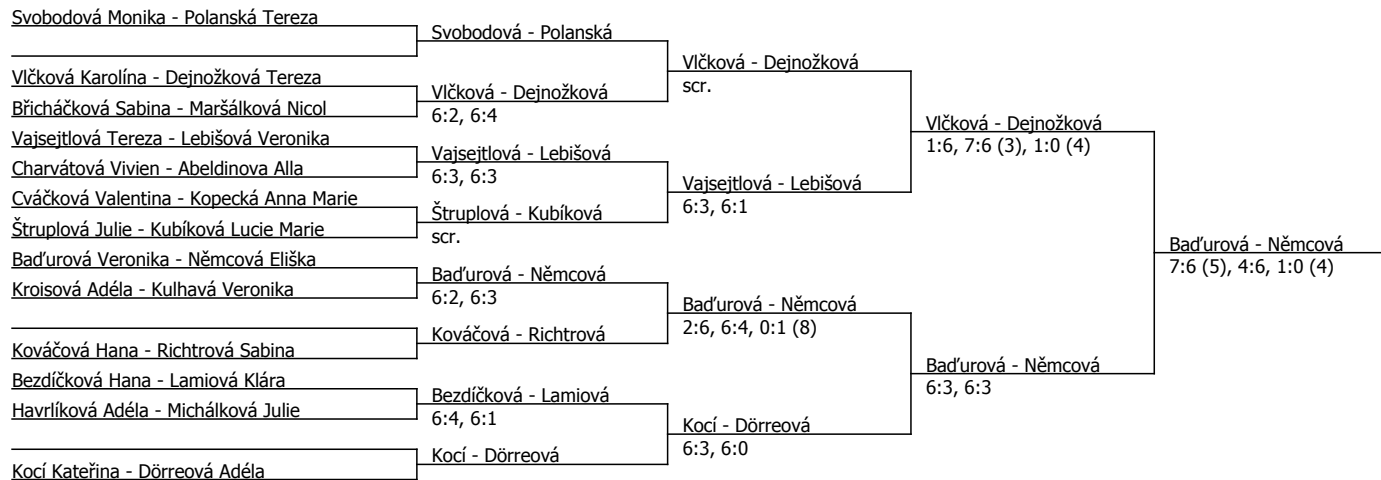 Svobodová Monika - Polanská Tereza
Svobodová - Polanská
Vlčková - Dejnožková
scr.
Vlčková Karolína - Dejnožková Tereza
Vlčková - Dejnožková
6:2, 6:4
Břicháčková Sabina - Maršálková Nicol
Vlčková - Dejnožková
1:6, 7:6 (3), 1:0 (4)
Vajsejtlová Tereza - Lebišová Veronika
Vajsejtlová - Lebišová
6:3, 6:3
Charvátová Vivien - Abeldinova Alla
Vajsejtlová - Lebišová
6:3, 6:1
Cváčková Valentina - Kopecká Anna Marie
Štruplová - Kubíková
scr.
Štruplová Julie - Kubíková Lucie Marie
Baďurová - Němcová
7:6 (5), 4:6, 1:0 (4)
Baďurová Veronika - Němcová Eliška
Baďurová - Němcová
6:2, 6:3
Kroisová Adéla - Kulhavá Veronika
Baďurová - Němcová
2:6, 6:4, 0:1 (8)
Kováčová - Richtrová
Kováčová Hana - Richtrová Sabina
Baďurová - Němcová
6:3, 6:3
Bezdíčková Hana - Lamiová Klára
Bezdíčková - Lamiová
6:4, 6:1
Havrlíková Adéla - Michálková Julie
Kocí - Dörreová
6:3, 6:0
Kocí - Dörreová
Kocí Kateřina - Dörreová Adéla